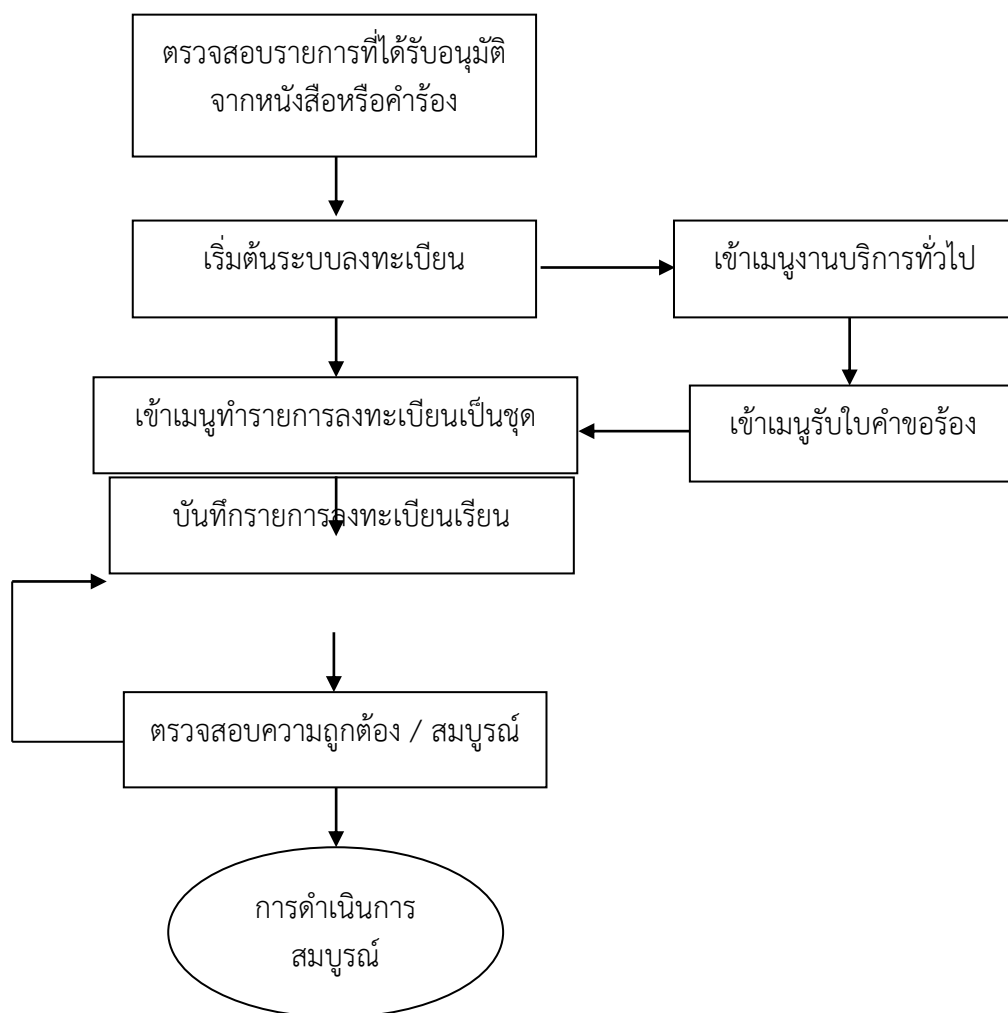 ตรวจสอบรายการที่ได้รับอนุมัติ
จากหนังสือหรือคำร้อง
เริ่มต้นระบบลงทะเบียน
เข้าเมนูงานบริการทั่วไป
เข้าเมนูทำรายการลงทะเบียนเป็นชุด
เข้าเมนูรับใบคำขอร้อง
บันทึกรายการลงทะเบียนเรียน
ตรวจสอบความถูกต้อง / สมบูรณ์
การดำเนินการ
สมบูรณ์